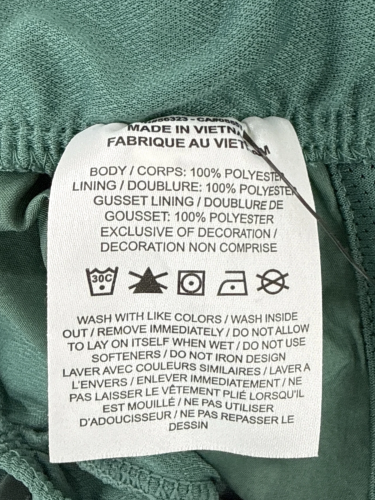 MADE IN VIETNAM
FABRIQUE AU VIETNAM
BODY / CORPS: 100% POLYESTER
LINING / DOUBLURE: 100% POLYESTER
GUSSET LINING / DOUBLURE DE
GOUSSET: 100% POLYESTER
EXCLUSIVE OF DECORATION /
DECORATION NON COMPRISE
30C
WASH WITH LIKE COLORS / WASH INSIDE
OUT / REMOVE IMMEDIATELY / DO NOT ALLOW
TO LAY ON ITSELF WHEN WET / DO NOT USE
SOFTENERS / DO NOT IRON DESIGN
LAVER AVEC COULEURS SIMILAIRES / LAVER A
L'ENVERS / ENLEVER IMMEDIATEMENT / NE
PAS LAISSER LE VÊTEMENT PLIÉ LORSQU'IL
EST MOUILLÉ / NE PAS UTILISER
D'ADOUCISSEUR / NE PAS REPASSER LE
DESSIN